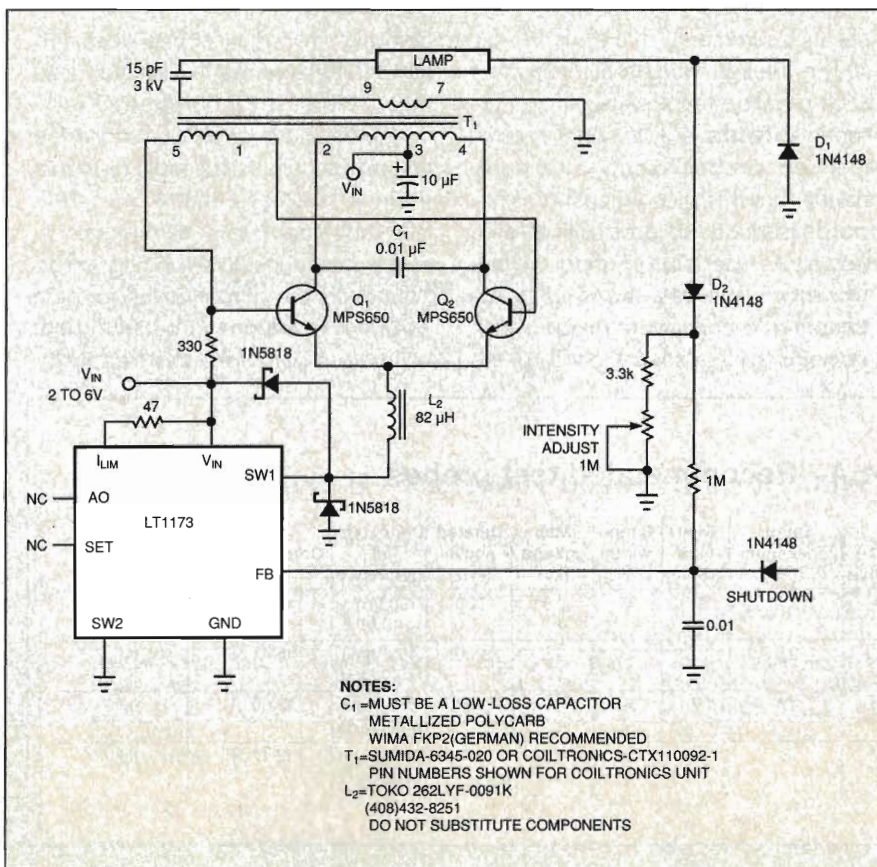 LAMP
15 pF
3 kV
9
7
T1
5
1
2
3
4
D1
1N4148
VIN
+
10 µF
C1
0.01 µF
D2
1N4148
Q1
MPS650
Q2
MPS650
330
1N5818
3.3k
VIN
2 TO 6V
L2
82 µH
47
INTENSITY
ADJUST
1M
ILIM
VIN
SW1
1M
NC
AO
LT1173
1N5818
NC
SET
1N4148
FB
SHUTDOWN
SW2
GND
0.01
NOTES:
C1=MUST BE A LOW-LOSS CAPACITOR
METALLIZED POLYCARB
WIMA FKP2(GERMAN) RECOMMENDED
T1=SUMIDA-6345-020 OR COILTRONICS-CTX110092-1
PIN NUMBERS SHOWN FOR COILTRONICS UNIT
L2=TOKO 262LYF-0091K
(408)432-8251
DO NOT SUBSTITUTE COMPONENTS